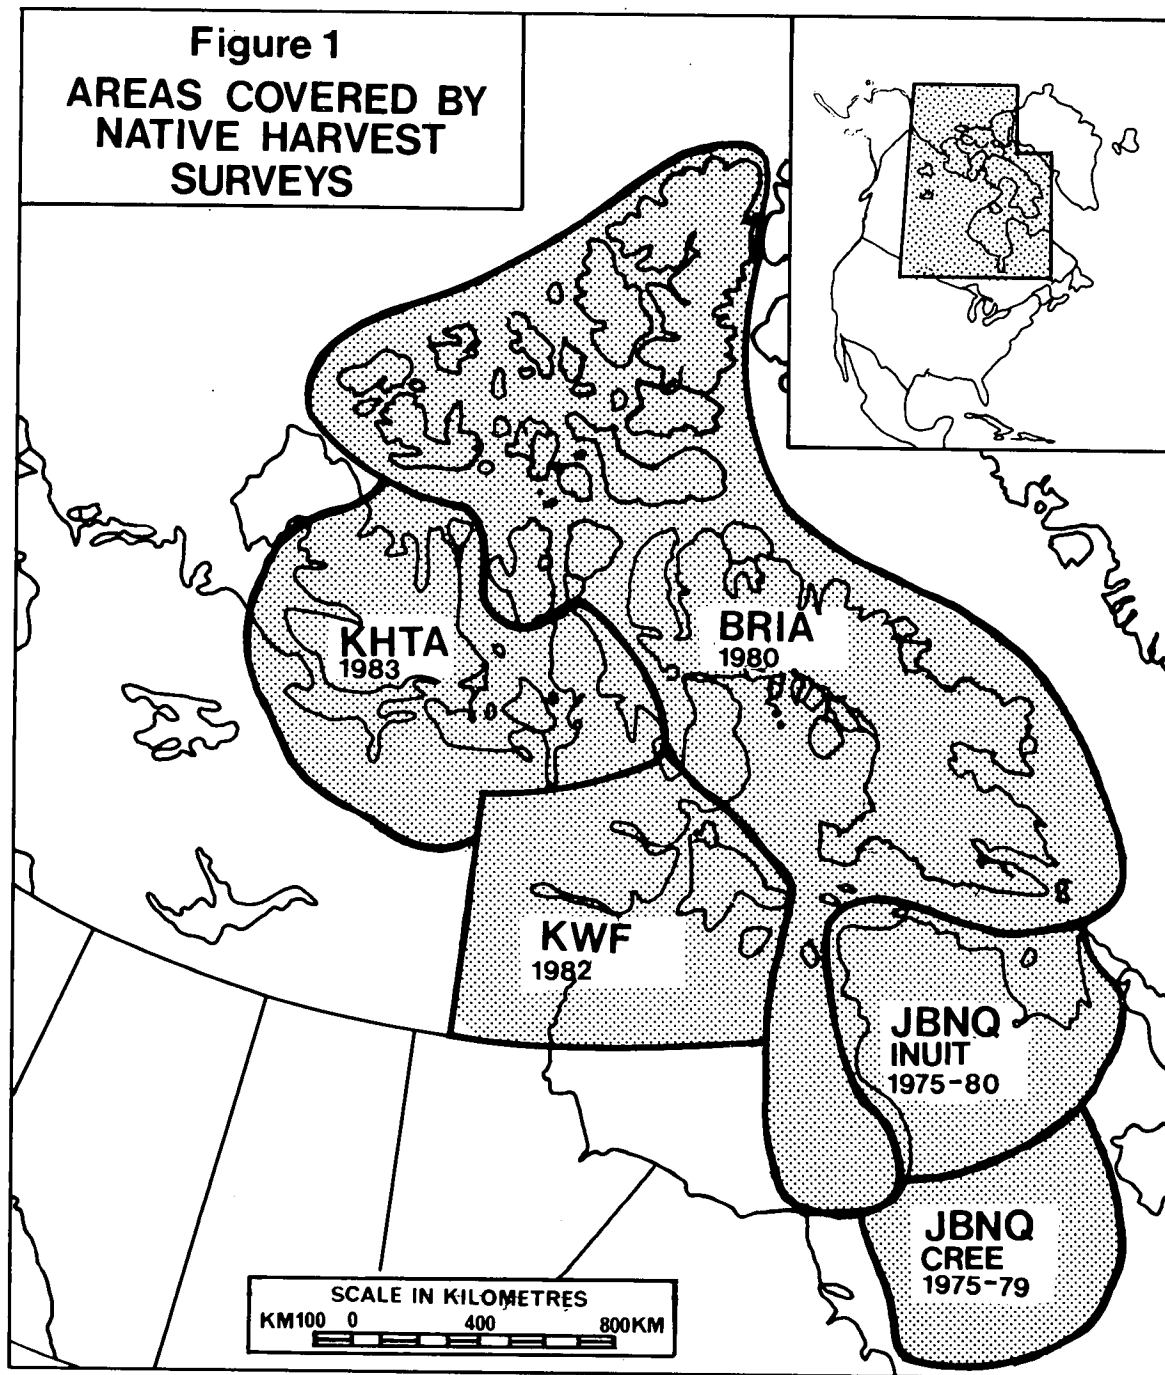 Figure 1
AREAS COVERED BY
NATIVE HARVEST
SURVEYS
KHTA
1983
BRIA
1980
KWF
1982
JBNQ
INUIT
1975-80
JBNQ
CREE
1975-79
SCALE IN KILOMETRES
KM100 0 400 800KM